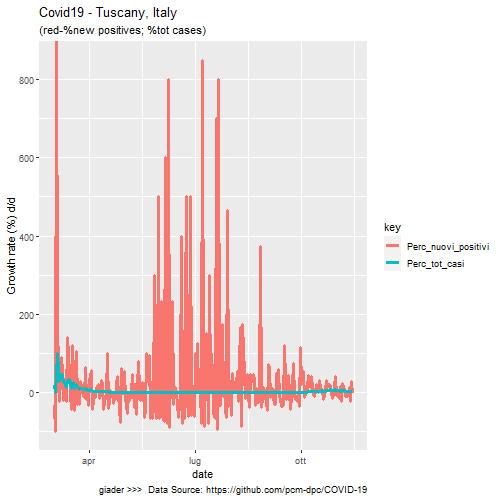 Covid19 - Tuscany, Italy
(red-%new positives; %tot cases)
800
600
400
200
0
Growth rate (%) d/d
apr
lug
ott
date
key
Perc_nuovi_positivi
Perc_tot_casi
giader >>> Data Source: https://github.com/pcm-dpc/COVID-19